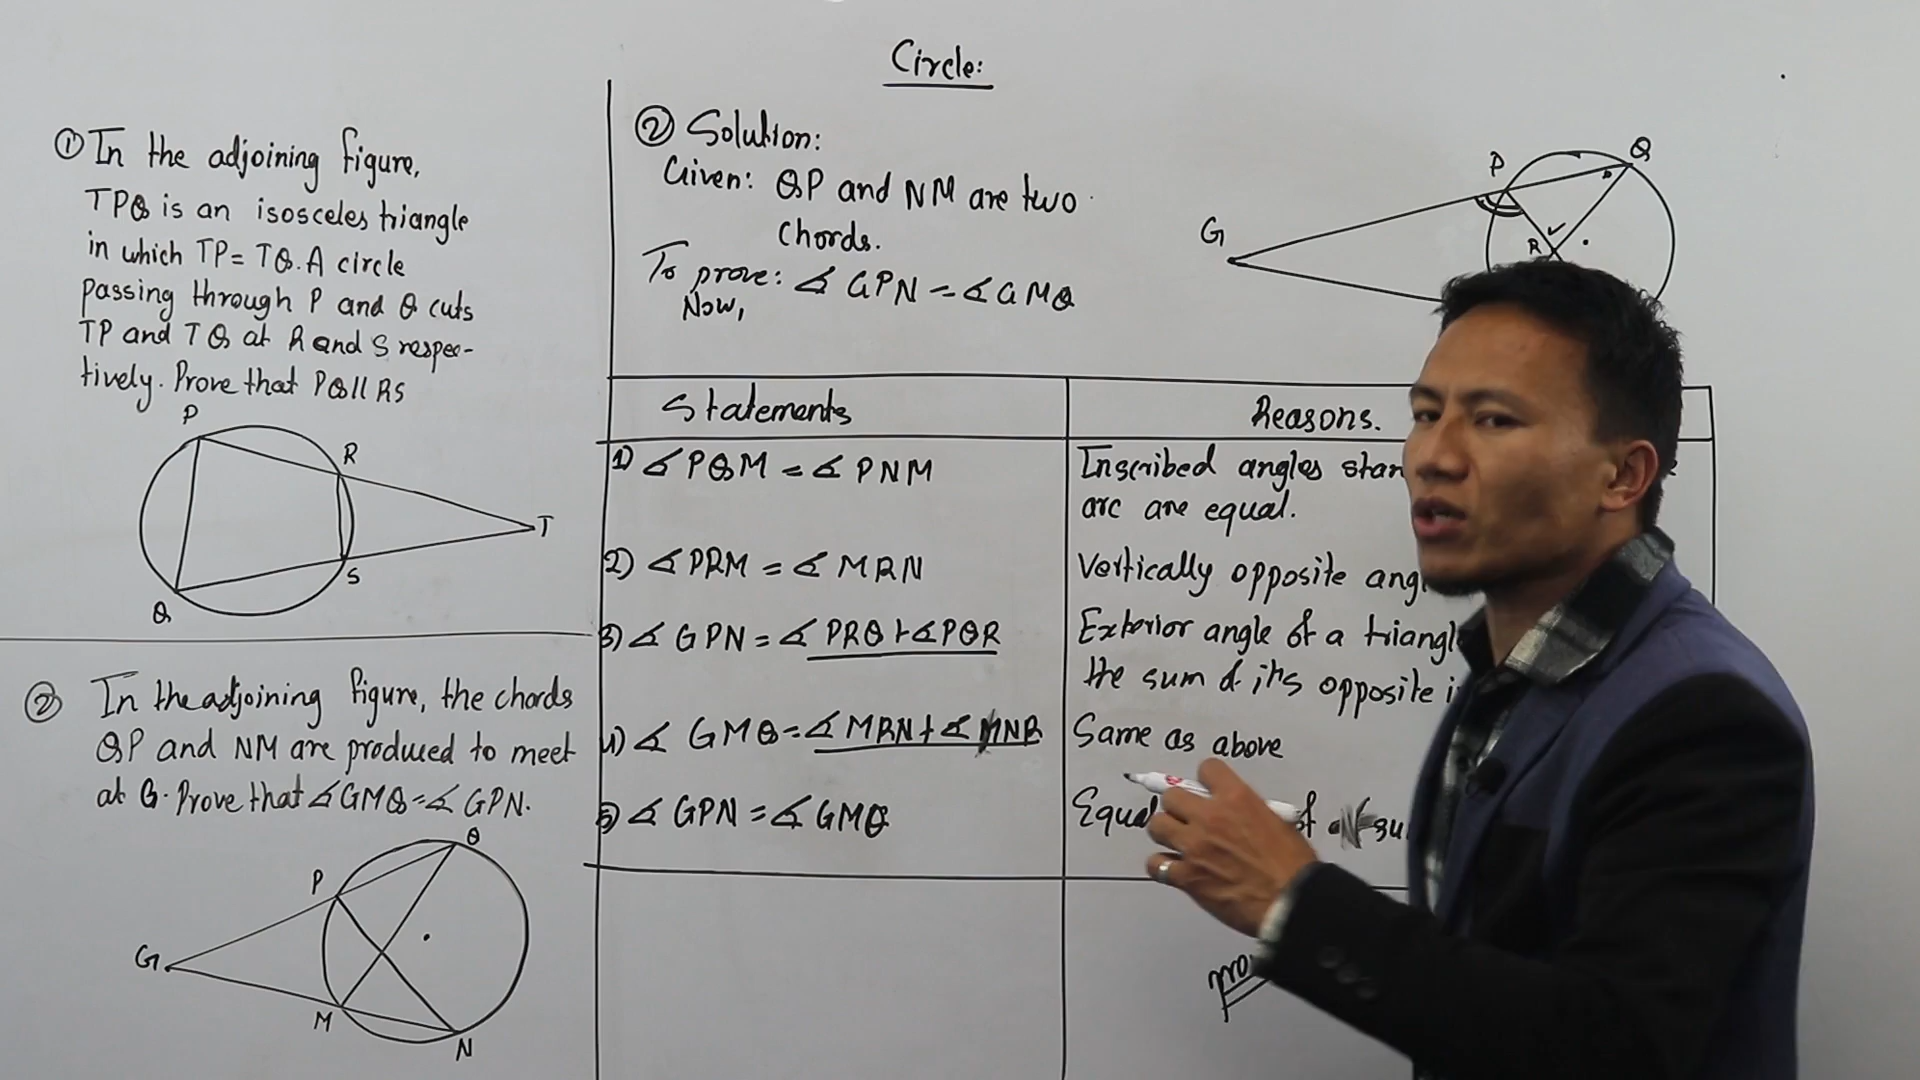 Circle:
① In the adjoining figure,
TPQ is an isosceles triangle
in which TP = TQ. A circle
passing through P and Q cuts
TP and TQ at R and S respec-
tively. Prove that PQ || RS
P
R
T
S
Q
② In the adjoining figure, the chords
QP and NM are produced to meet
at G. Prove that ∡GMQ = ∡GPN.
Q
P
G
M
N
② Solution:
Given: QP and NM are two
chords.
To prove: ∡GPN = ∡GMQ
Now,
P
Q
G
R
Statements
Reasons.
1) ∡PQM = ∡PNM
Inscribed angles
arc are equal.
2) ∡PRM = ∡MRN
Vertically opposite
3) ∡GPN = ∡PRQ + ∡PQR
Exterior angle of a
the sum of its opposite
4) ∡GMQ = ∡MRN + ∡MNR
Same as above
5) ∡GPN = ∡GMQ
of